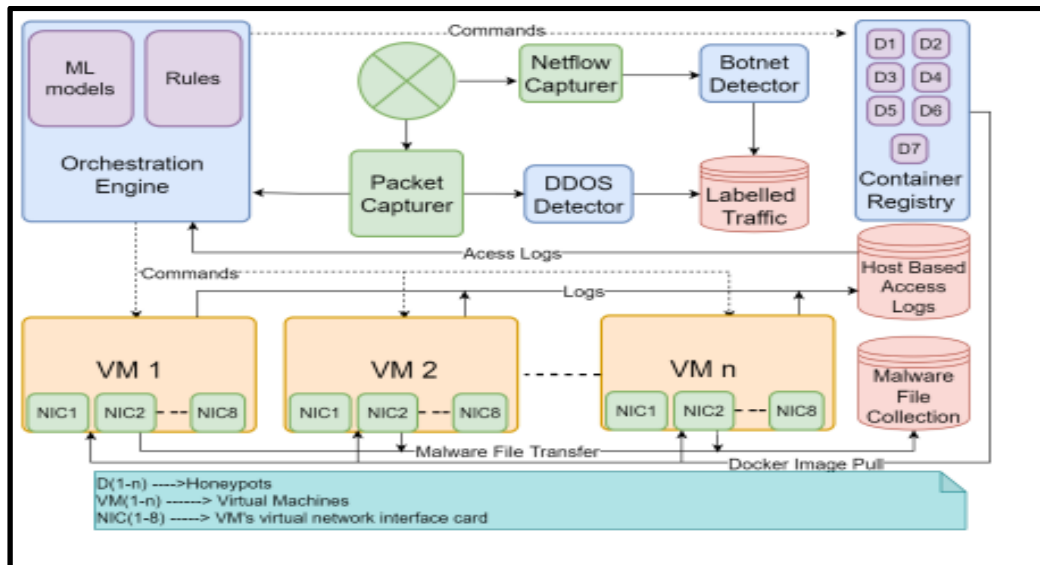 Commands
ML
models
Rules
Orchestration
Engine
Netflow
Capturer
Botnet
Detector
D1 D2
D3 D4
D5 D6
D7
Container
Registry
Packet
Capturer
DDOS
Detector
Labelled
Traffic
Acess Logs
Host Based
Access
Logs
Commands
Logs
VM 1
VM 2
VM n
NIC1 NIC2 NIC8
NIC1 NIC2 NIC8
NIC1 NIC2 NIC8
Malware
File
Collection
Malware File Transfer
Docker Image Pull
D(1-n) ---->Honeypots
VM(1-n) ------> Virtual Machines
NIC(1-8) -----> VM's virtual network interface card